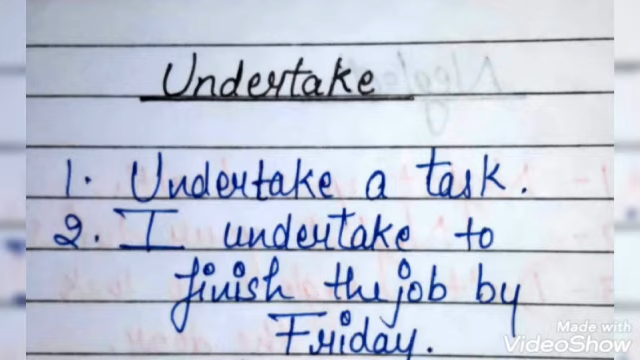 Undertake
1. Undertake a task.
2. I undertake to
finish the job by
Friday.
Made with
VideoShow